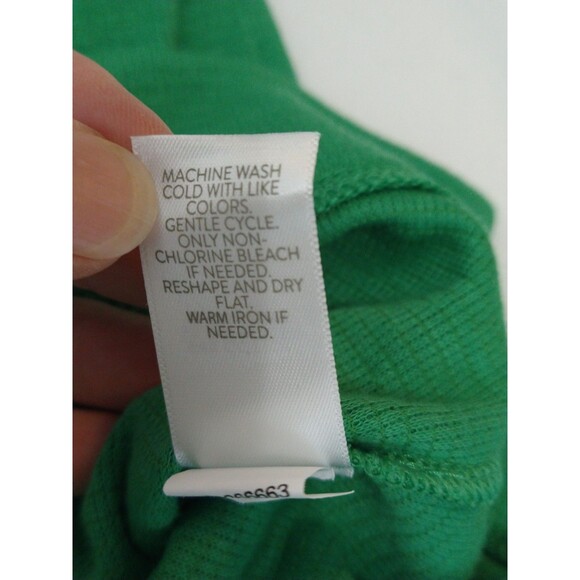 MACHINE WASH
COLD WITH LIKE
COLORS.
GENTLE CYCLE.
ONLY NON-
CHLORINE BLEACH
IF NEEDED.
RESHAPE AND DRY
FLAT.
WARM IRON IF
NEEDED.